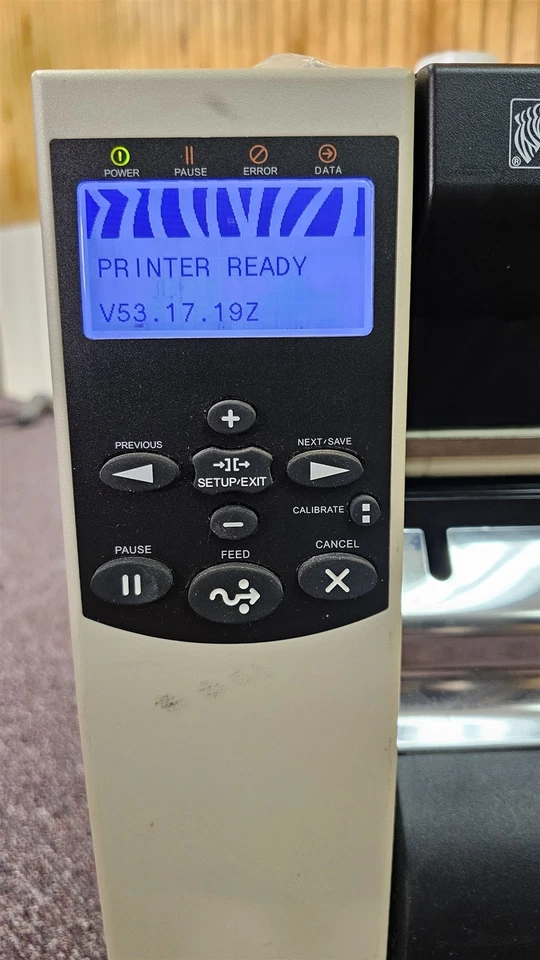 POWER PAUSE ERROR DATA
PRINTER READY
V53.17.19Z
PREVIOUS
SETUP/EXIT
NEXT/SAVE
CALIBRATE
PAUSE
FEED
CANCEL
®